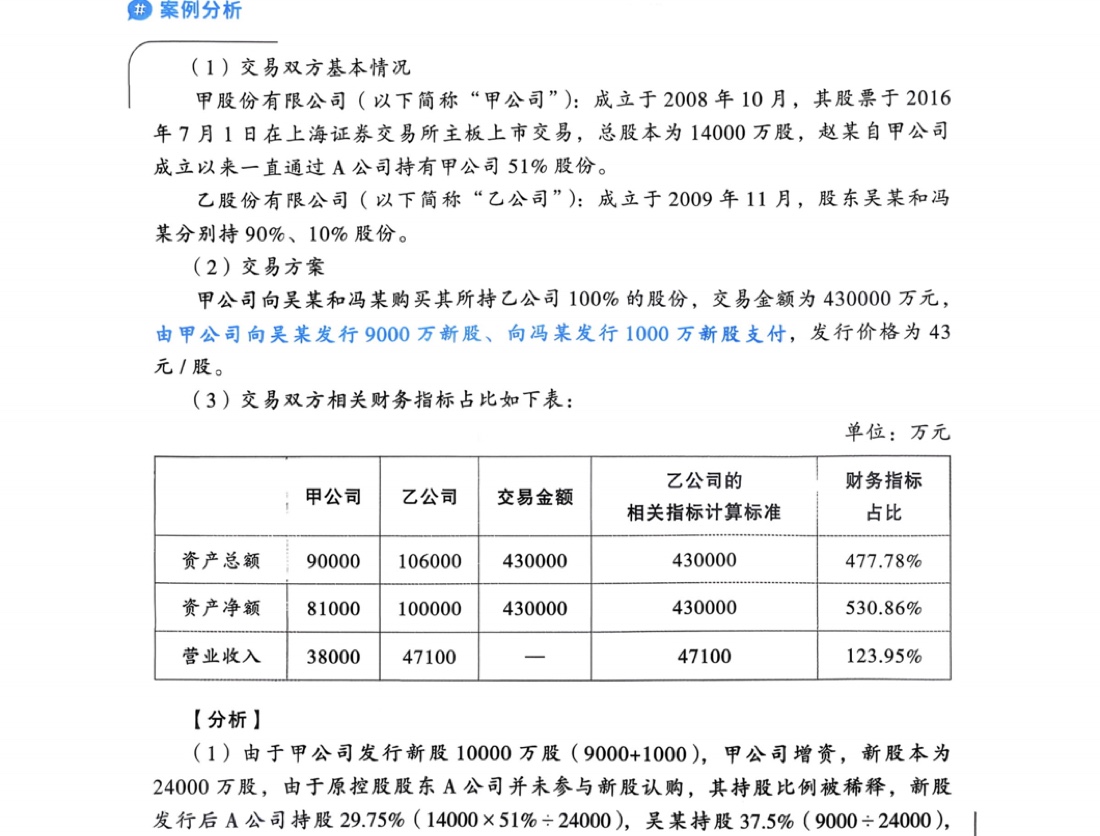 # 案例分析
（1）交易双方基本情况
甲股份有限公司（以下简称“甲公司”）：成立于2008年10月，其股票于2016
年7月1日在上海证券交易所主板上市交易，总股本为14000万股，赵某自甲公司
成立以来一直通过A公司持有甲公司51%股份。
乙股份有限公司（以下简称“乙公司”）：成立于2009年11月，股东吴某和冯
某分别持90%、10%股份。
（2）交易方案
甲公司向吴某和冯某购买其所持乙公司100%的股份，交易金额为430000万元，
由甲公司向吴某发行9000万新股、向冯某发行1000万新股支付，发行价格为43
元/股。
（3）交易双方相关财务指标占比如下表：
单位：万元
甲公司 乙公司 交易金额 乙公司的 相关指标计算标准 财务指标 占比
资产总额 90000 106000 430000 430000 477.78%
资产净额 81000 100000 430000 430000 530.86%
营业收入 38000 47100 — 47100 123.95%
【分析】
（1）由于甲公司发行新股10000万股（9000+1000），甲公司增资，新股本为
24000万股，由于原控股股东A公司并未参与新股认购，其持股比例被稀释，新股
发行后A公司持股29.75%（14000×51%÷24000），吴某持股37.5%（9000÷24000），